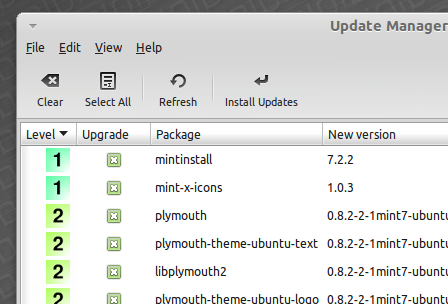 Update Manager
File Edit View Help
Clear Select All Refresh Install Updates
Level Upgrade Package New version
1 mintinstall 7.2.2
1 mint-x-icons 1.0.3
2 plymouth 0.8.2-2-1mint7-ubuntu
2 plymouth-theme-ubuntu-text 0.8.2-2-1mint7-ubuntu
2 libplymouth2 0.8.2-2-1mint7-ubuntu
2 plymouth-theme-ubuntu-logo 0.8.2-2-1mint7-ubuntu